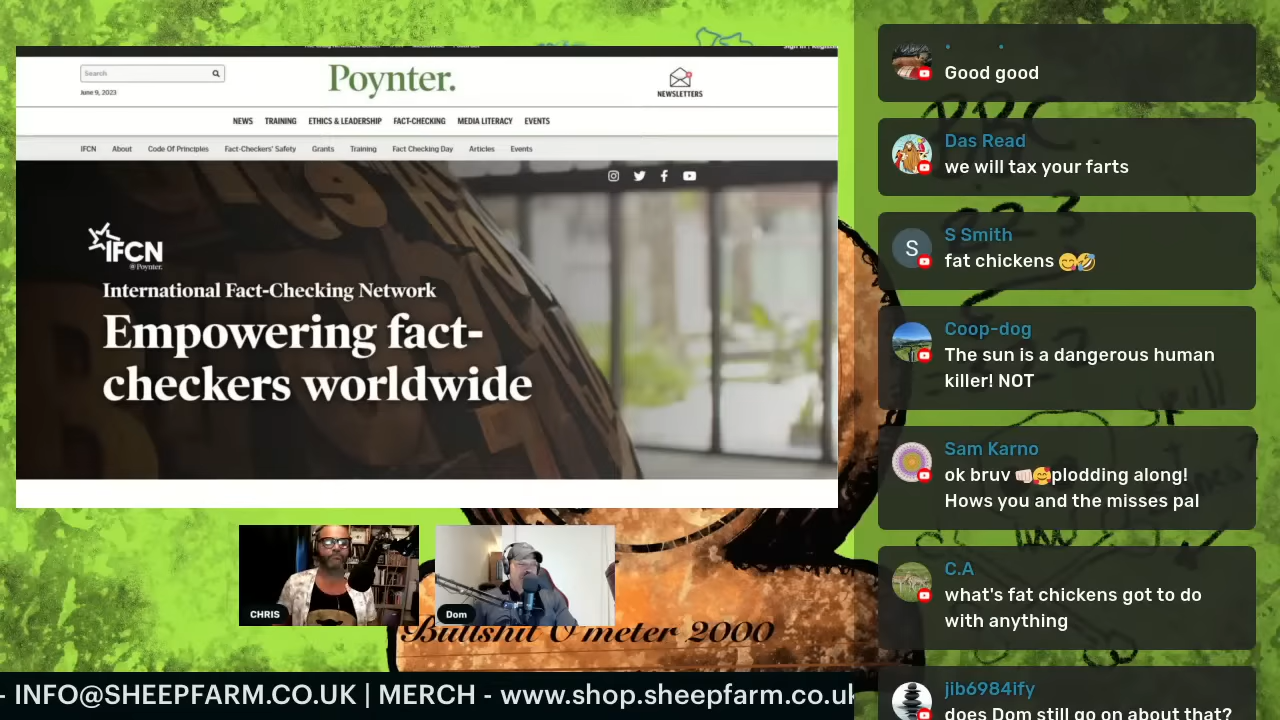 Search
Poynter.
June 9, 2023
NEWSLETTERS
NEWS TRAINING ETHICS & LEADERSHIP FACT-CHECKING MEDIA LITERACY EVENTS
IFCN About Code Of Principles Fact-Checkers' Safety Grants Training Fact Checking Day Articles Events
IFCN
@Poynter.
International Fact-Checking Network
Empowering fact-
checkers worldwide
CHRIS
Dom
Bullshit O meter 2000
- INFO@SHEEPFARM.CO.UK | MERCH - www.shop.sheepfarm.co.uk
Good good
Das Read
we will tax your farts
S
S Smith
fat chickens 😋🤣
Coop-dog
The sun is a dangerous human
killer! NOT
Sam Karno
ok bruv 👊🏻🥰plodding along!
Hows you and the misses pal
C.A
what's fat chickens got to do
with anything
jib6984ify
does Dom still go on about that?